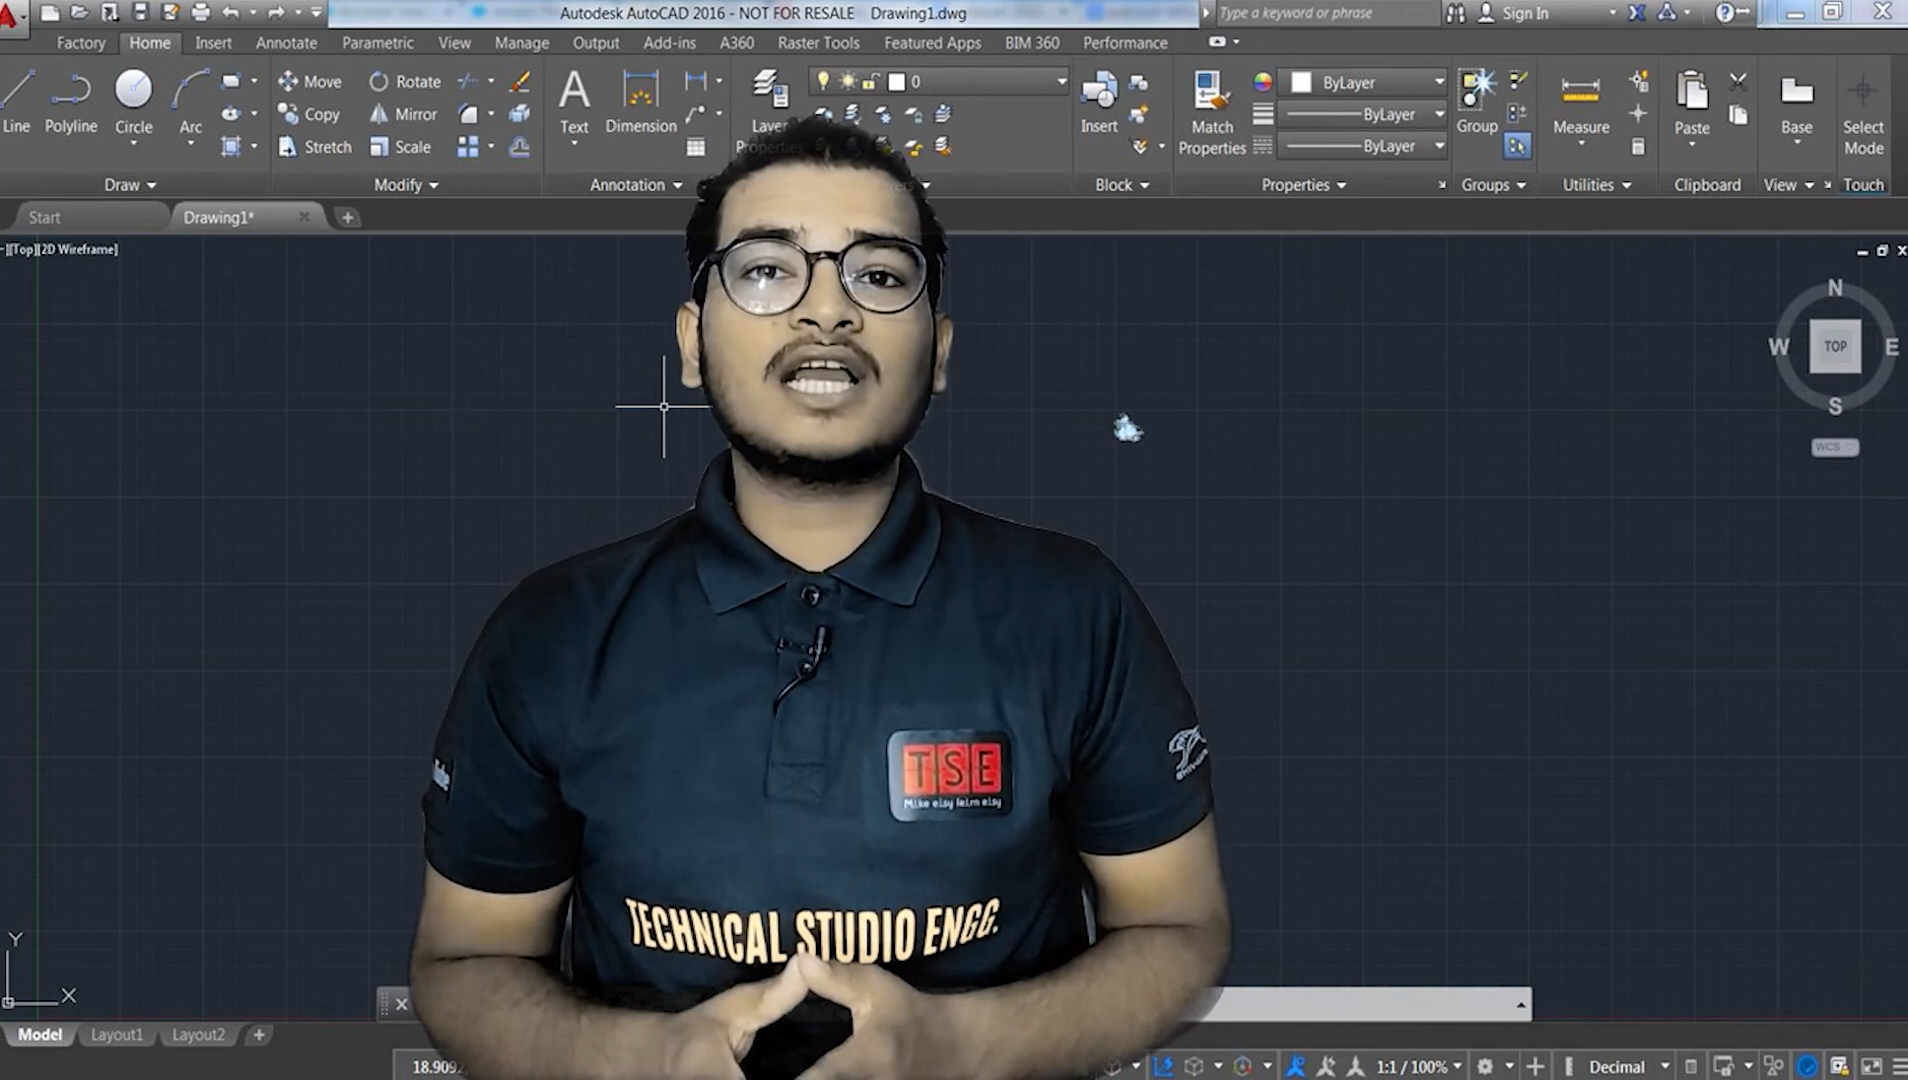 Autodesk AutoCAD 2016 - NOT FOR RESALE Drawing1.dwg
Type a keyword or phrase
Sign In
Factory Home Insert Annotate Parametric View Manage Output Add-ins A360 Raster Tools Featured Apps BIM 360 Performance
Line Polyline Circle Arc
Move Rotate
Copy Mirror
Stretch Scale
Text Dimension
0
Insert
Match
Properties
ByLayer
ByLayer
ByLayer
Group
Measure
Paste
Base
Select
Mode
Draw Modify Annotation Block Properties Groups Utilities Clipboard View Touch
Start Drawing1*
][Top][2D Wireframe]
N
W TOP E
S
WCS
TSE
TECHNICAL STUDIO ENGG.
Y
X
Model Layout1 Layout2
1:1 / 100%
Decimal